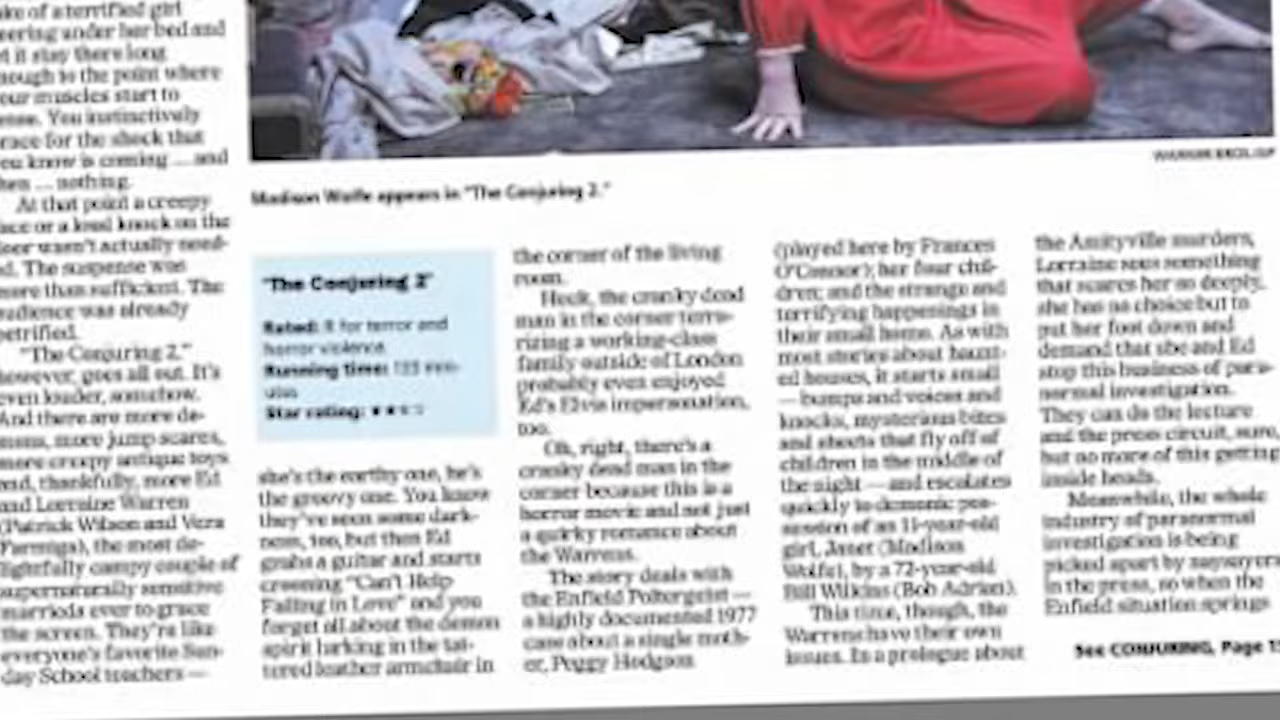 ake of a terrified girl
eering under her bed and
et it stay there long
nough to the point where
our muscles start to
ense. You instinctively
race for the shock that
ou know is coming ... and
hen ... nothing.
At that point a creepy
ace or a loud knock on the
loor wasn't actually need-
d. The suspense was
more than sufficient. The
audience was already
petrified.
"The Conjuring 2,"
however, goes all out. It's
even louder, somehow.
And there are more de-
mons, more jump scares,
more creepy antique toys
and, thankfully, more Ed
and Lorraine Warren
(Patrick Wilson and Vera
Farmiga), the most de-
lightfully campy couple of
supernaturally sensitive
marrieds ever to grace
the screen. They're like
everyone's favorite Sun-
day School teachers —
WARNER BROS./AP
Madison Wolfe appears in "The Conjuring 2."
'The Conjuring 2'
Rated: R for terror and
horror violence
Running time: 133 min-
utes
Star rating:
she's the earthy one, he's
the groovy one. You know
they've seen some dark-
ness, too, but then Ed
grabs a guitar and starts
crooning "Can't Help
Falling in Love" and you
forget all about the demon
spirit lurking in the tat-
tered leather armchair in
the corner of the living
room.
Heck, the cranky dead
man in the corner terro-
rizing a working-class
family outside of London
probably even enjoyed
Ed's Elvis impersonation,
too.
Oh, right, there's a
cranky dead man in the
corner because this is a
horror movie and not just
a quirky romance about
the Warrens.
The story deals with
the Enfield Poltergeist —
a highly documented 1977
case about a single moth-
er, Peggy Hodgson
(played here by Frances
O'Connor); her four chil-
dren; and the strange and
terrifying happenings in
their small home. As with
most stories about haunt-
ed houses, it starts small
— bumps and voices and
knocks, mysterious bites
and shouts that fly off of
children in the middle of
the night — and escalates
quickly to demonic pos-
session of an 11-year-old
girl, Janet (Madison
Wolfe), by a 72-year-old
Bill Wilkins (Bob Adrien).
This time, though, the
Warrens have their own
issues. In a prologue about
the Amityville murders,
Lorraine sees something
that scares her so deeply,
she has no choice but to
put her foot down and
demand that she and Ed
stop this business of para-
normal investigation.
They can do the lecture
and the press circuit, sure,
but no more of this getting
inside heads.
Meanwhile, the whole
industry of paranormal
investigation is being
picked apart by naysayers
in the press, so when the
Enfield situation springs
See CONJURING, Page